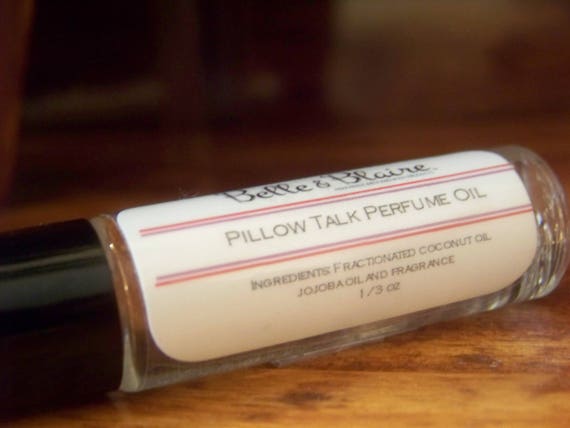 Belle & Blaire
Pillow Talk Perfume Oil
Ingredients: Fractionated coconut oil
jojoba oil and fragrance
1/3 oz